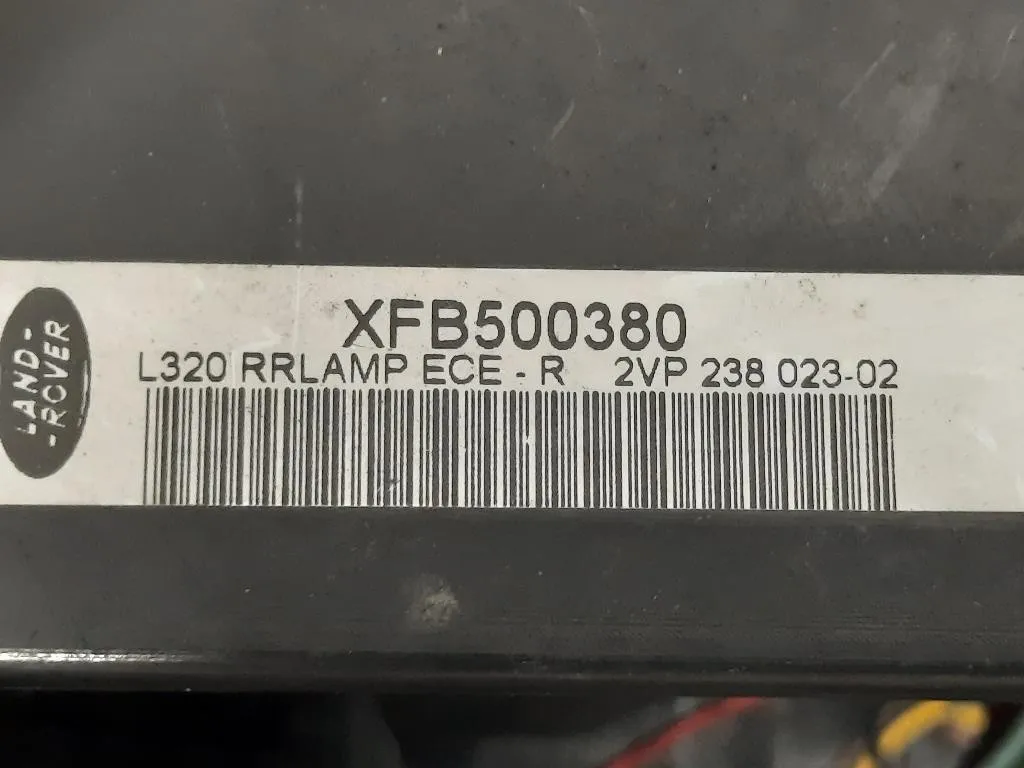 LAND-
-ROVER
XFB500380
L320 RRLAMP ECE - R 2VP 238 023-02